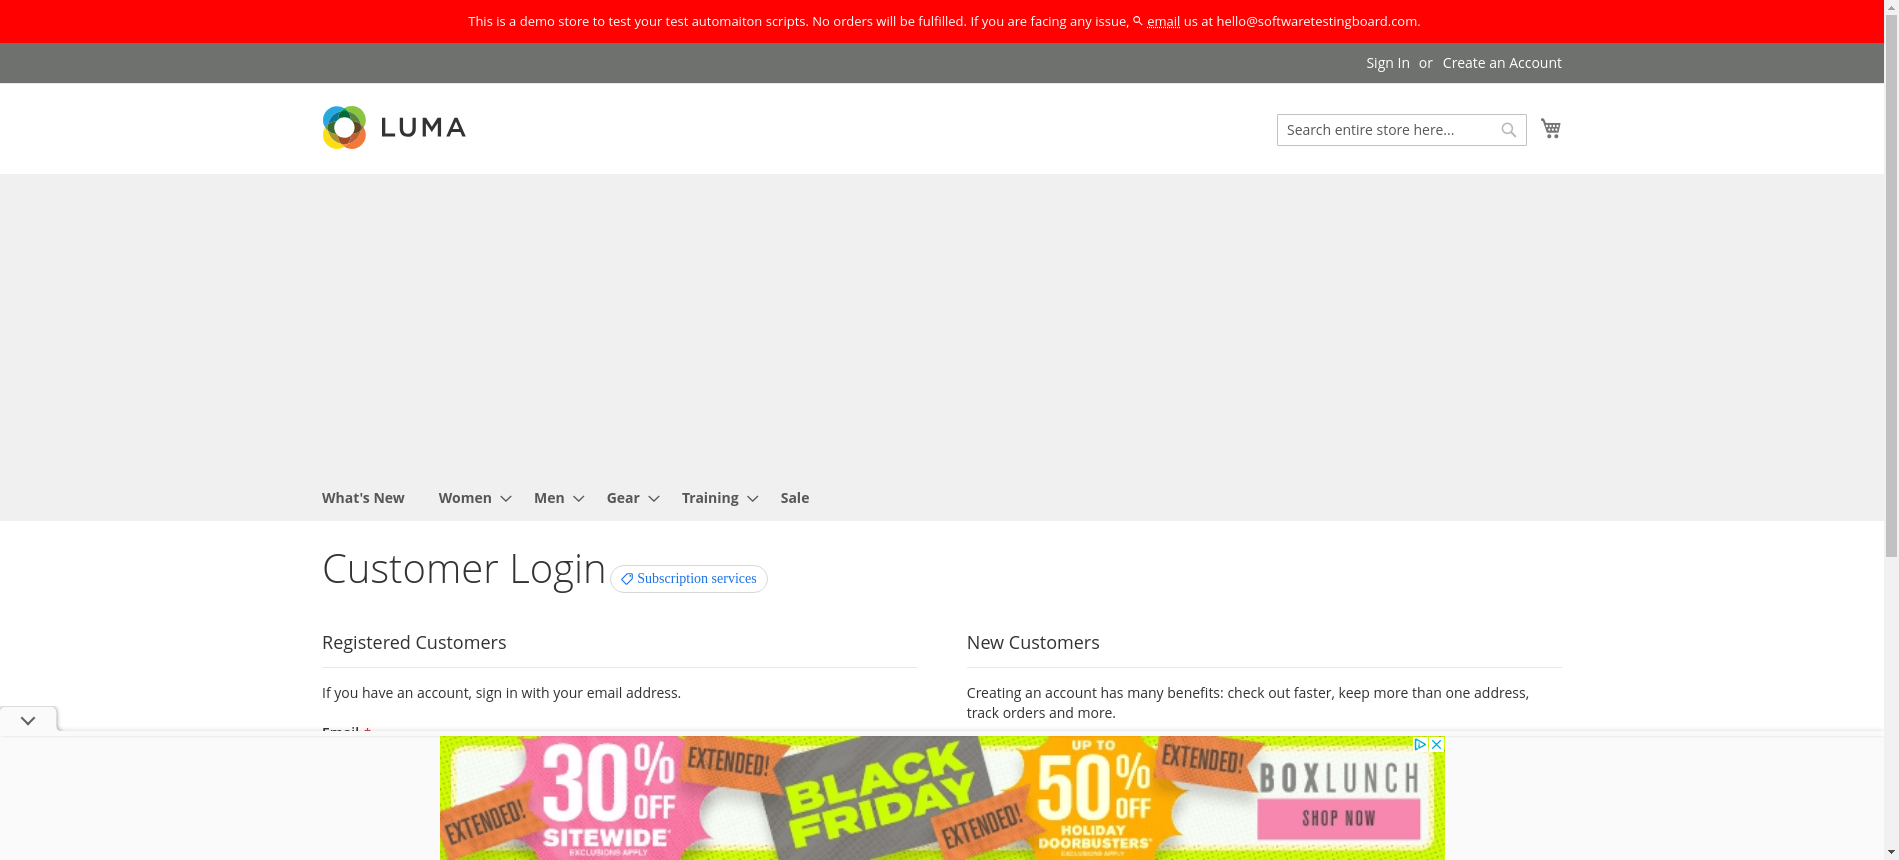 This is a demo store to test your test automaiton scripts. No orders will be fulfilled. If you are facing any issue, email us at hello@softwaretestingboard.com.
Sign In or Create an Account
LUMA
Search entire store here...
What's New Women Men Gear Training Sale
Customer Login
Subscription services
Registered Customers
If you have an account, sign in with your email address.
Email *
New Customers
Creating an account has many benefits: check out faster, keep more than one address,
track orders and more.
EXTENDED!
30% OFF
SITEWIDE*
EXCLUSIONS APPLY
EXTENDED!
BLACK
FRIDAY
EXTENDED!
UP TO
50% OFF
HOLIDAY
DOORBUSTERS*
EXCLUSIONS APPLY
EXTENDED!
BOXLUNCH
SHOP NOW